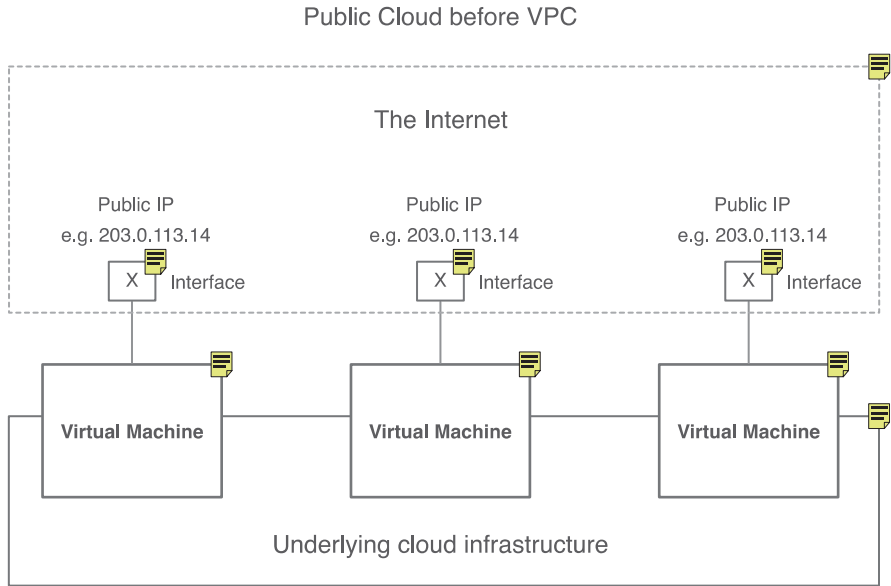 Public Cloud before VPC
The Internet
Public IP
e.g. 203.0.113.14
X
Interface
Public IP
e.g. 203.0.113.14
X
Interface
Public IP
e.g. 203.0.113.14
X
Interface
Virtual Machine
Virtual Machine
Virtual Machine
Underlying cloud infrastructure